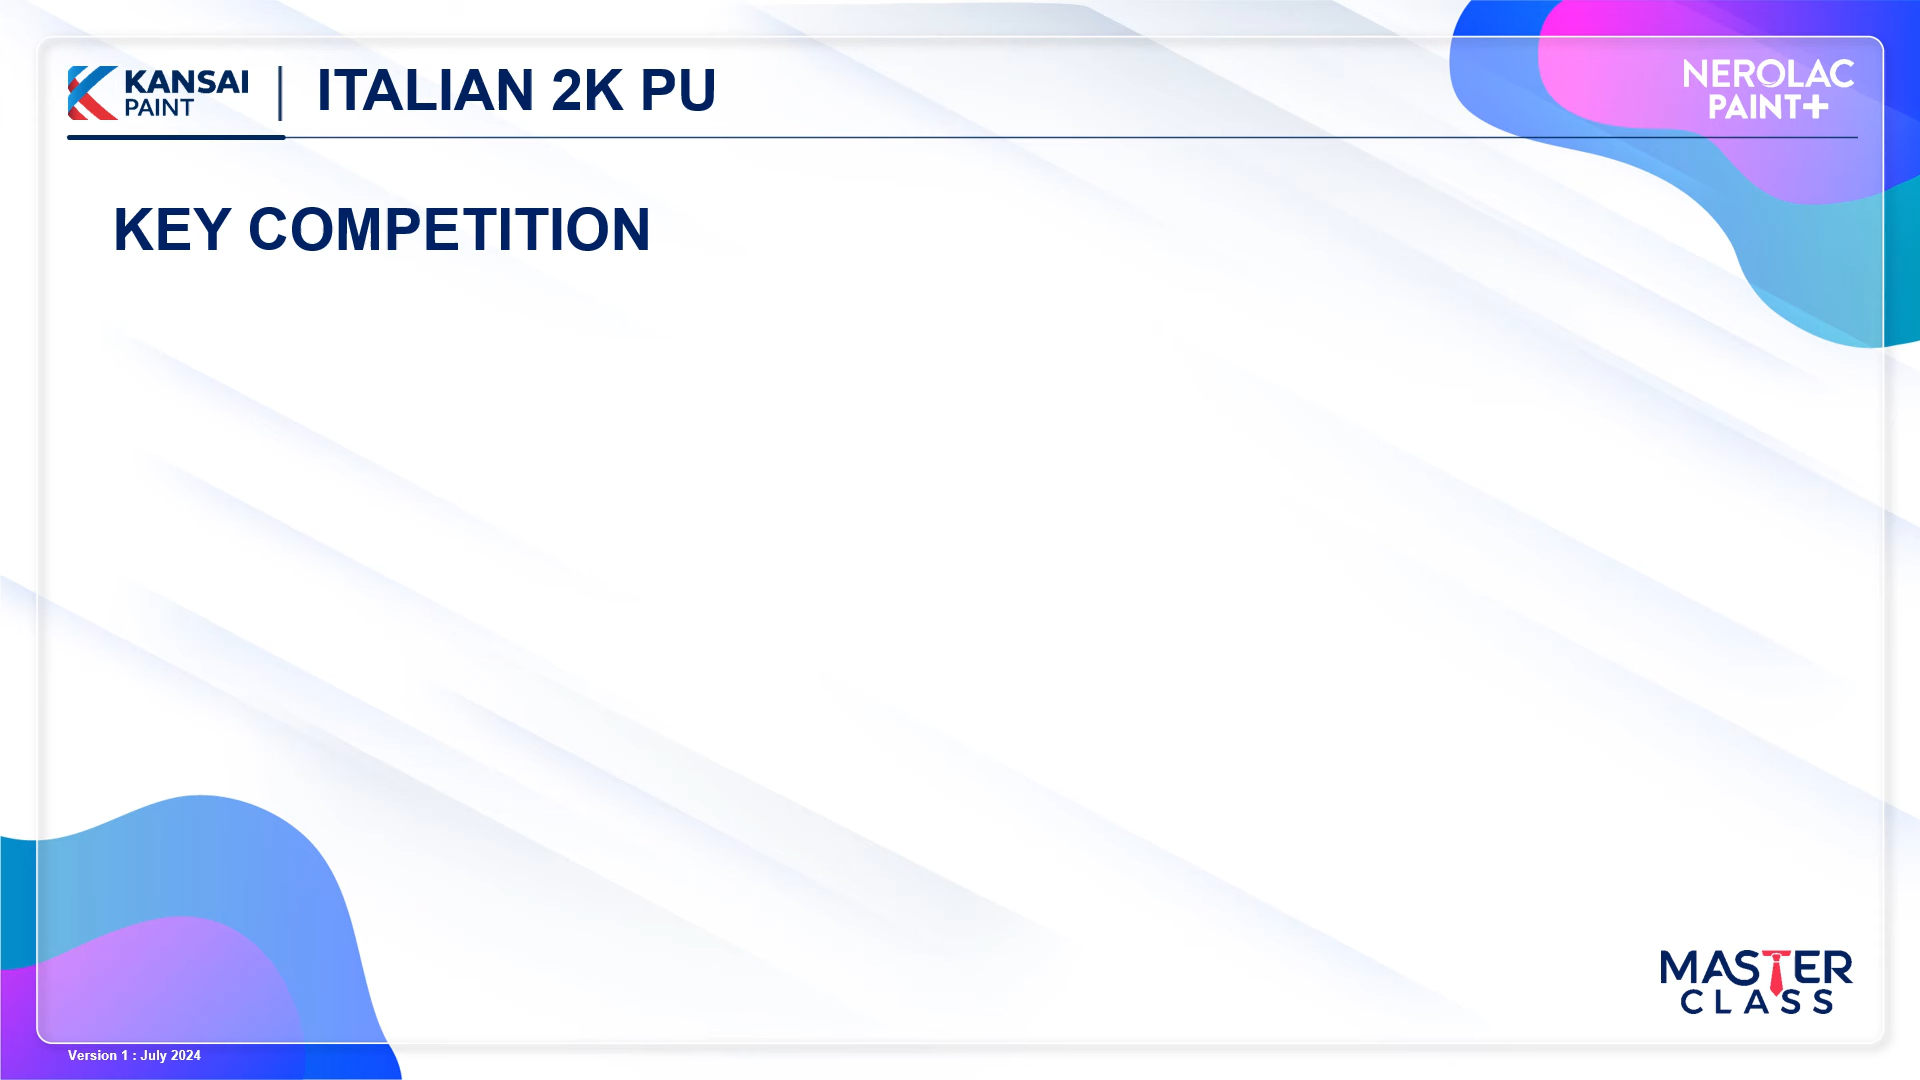 KANSAI
PAINT
ITALIAN 2K PU
NEROLAC
PAINT+
KEY COMPETITION
MASTER
CLASS
Version 1 : July 2024